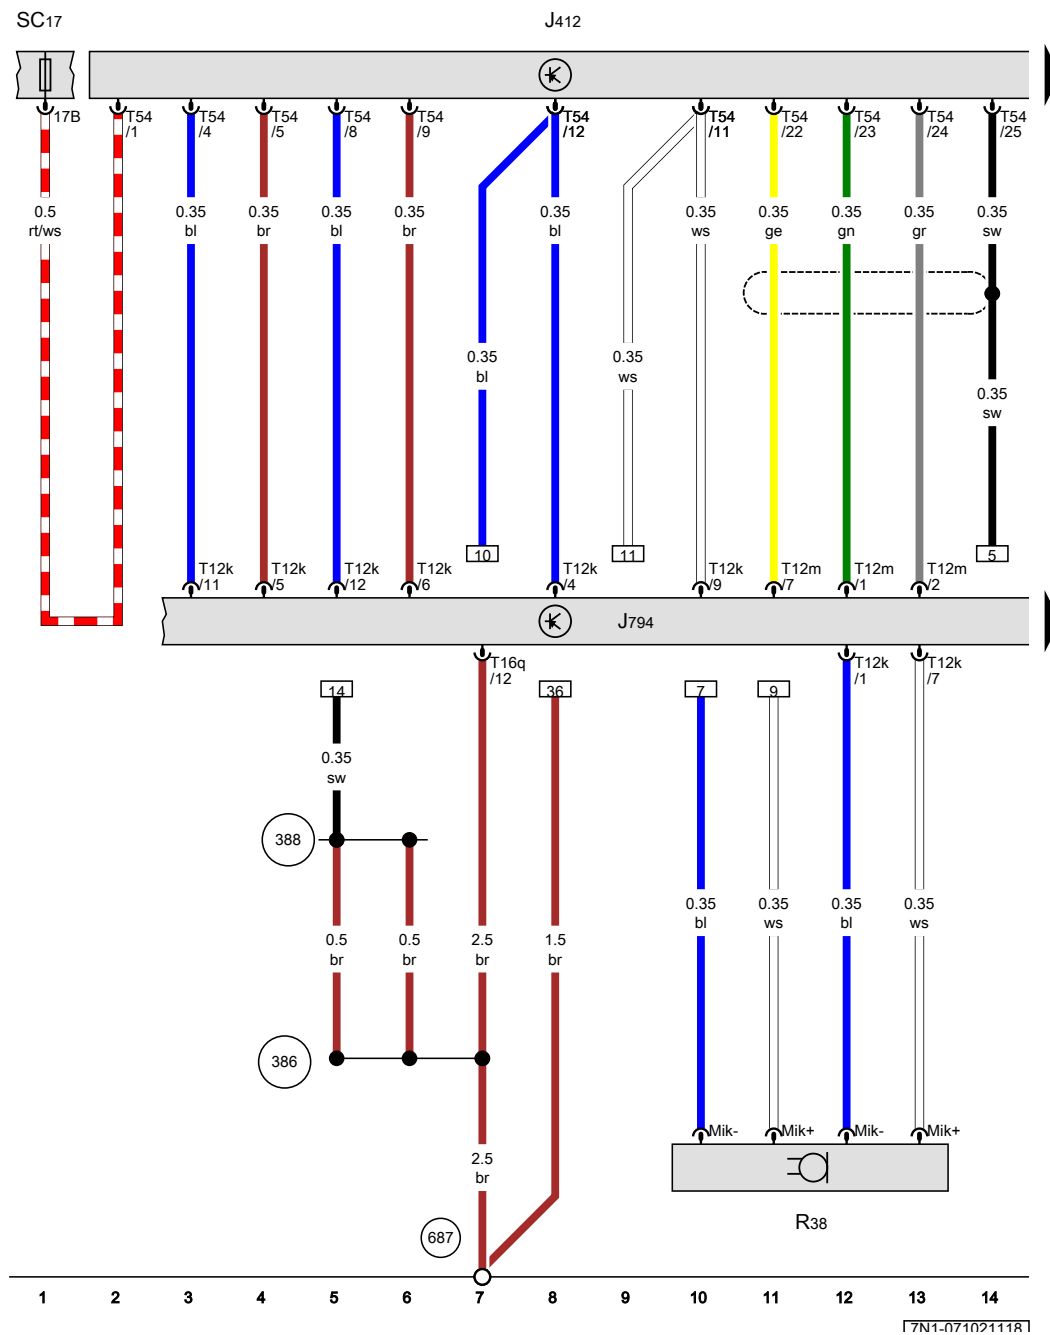 SC17 J412
17B T54 T54 T54 T54 T54 T54 T54 T54 T54 T54 T54
/1 /4 /5 /8 /9 /12 /11 /22 /23 /24 /25
0.5 0.35 0.35 0.35 0.35 0.35 0.35 0.35 0.35 0.35 0.35
rt/ws bl br bl br bl ws ge gn gr sw
0.35 0.35
bl ws
0.35
sw
10 11 5
T12k T12k T12k T12k T12k T12k T12m T12m T12m
/11 /5 /12 /6 /4 /9 /7 /1 /2
J794
T16q T12k T12k
/12 /1 /7
14 36 7 9
0.35
sw
388
0.35 0.35 0.35 0.35
bl ws bl ws
0.5 0.5 2.5 1.5
br br br br
386
Mik- Mik+ Mik- Mik+
2.5
br
R38
687
1 2 3 4 5 6 7 8 9 10 11 12 13 14
7N1-071021118